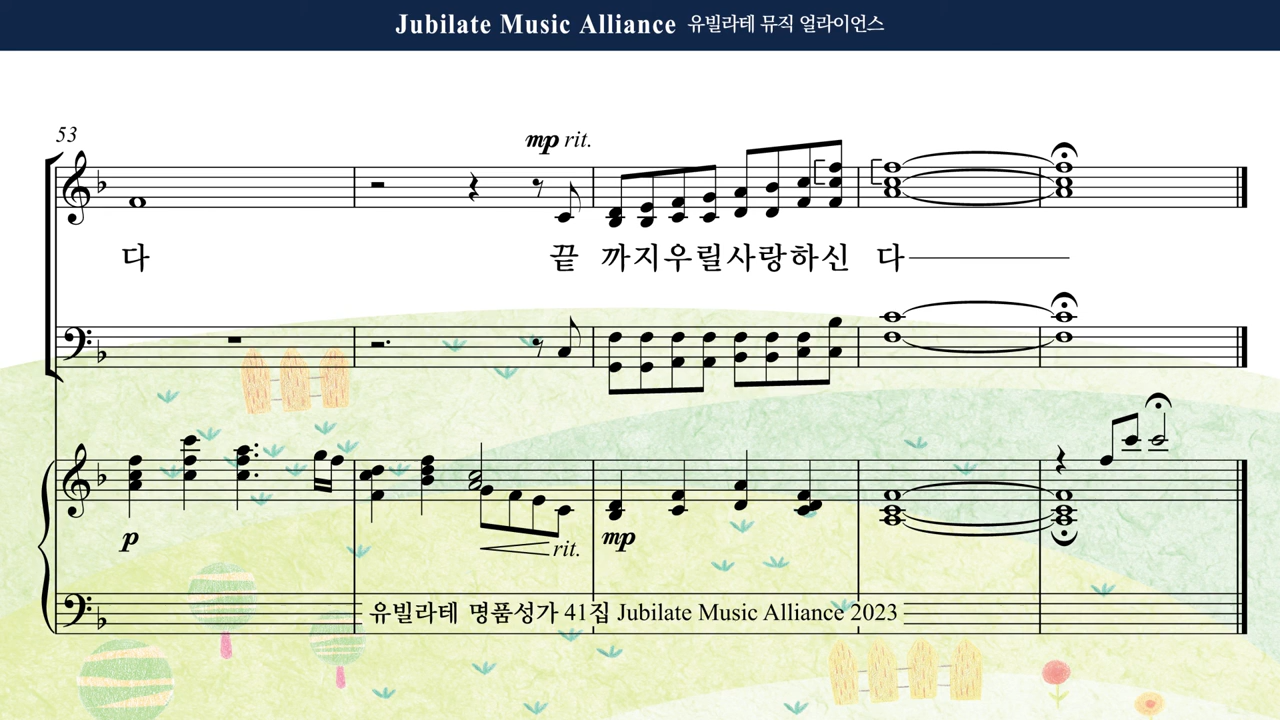 Jubilate Music Alliance 유빌라테 뮤직 얼라이언스
53
mp rit.
다 끝 까지우릴사랑하신 다
p rit. mp
유빌라테 명품성가 41집 Jubilate Music Alliance 2023